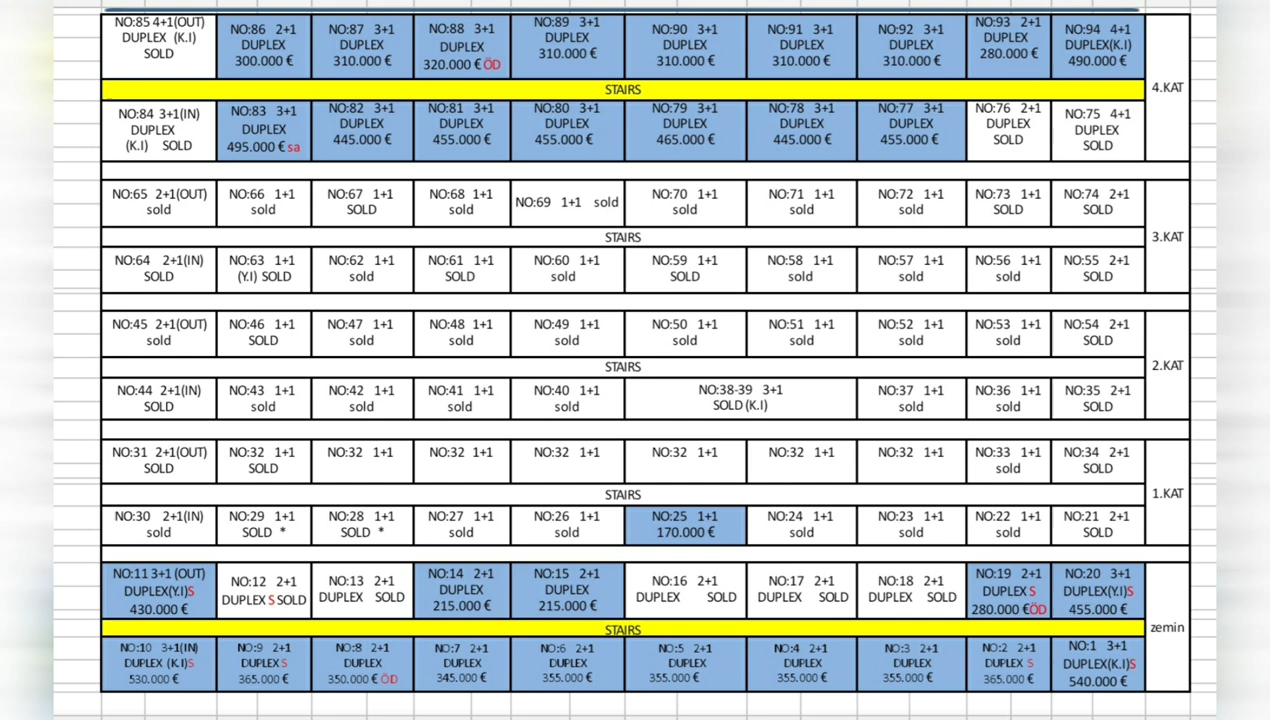 NO:85 4+1(OUT)
DUPLEX (K.I)
SOLD
NO:86 2+1
DUPLEX
300.000 €
NO:87 3+1
DUPLEX
310.000 €
NO:88 3+1
DUPLEX
320.000 € ÖD
NO:89 3+1
DUPLEX
310.000 €
NO:90 3+1
DUPLEX
310.000 €
NO:91 3+1
DUPLEX
310.000 €
NO:92 3+1
DUPLEX
310.000 €
NO:93 2+1
DUPLEX
280.000 €
NO:94 4+1
DUPLEX(K.I)
490.000 €
STAIRS
4.KAT
NO:84 3+1(IN)
DUPLEX
(K.I) SOLD
NO:83 3+1
DUPLEX
495.000 € sa
NO:82 3+1
DUPLEX
445.000 €
NO:81 3+1
DUPLEX
455.000 €
NO:80 3+1
DUPLEX
455.000 €
NO:79 3+1
DUPLEX
465.000 €
NO:78 3+1
DUPLEX
445.000 €
NO:77 3+1
DUPLEX
455.000 €
NO:76 2+1
DUPLEX
SOLD
NO:75 4+1
DUPLEX
SOLD
NO:65 2+1(OUT)
sold
NO:66 1+1
sold
NO:67 1+1
SOLD
NO:68 1+1
sold
NO:69 1+1 sold
NO:70 1+1
sold
NO:71 1+1
sold
NO:72 1+1
sold
NO:73 1+1
SOLD
NO:74 2+1
SOLD
STAIRS
3.KAT
NO:64 2+1(IN)
SOLD
NO:63 1+1
(Y.I) SOLD
NO:62 1+1
sold
NO:61 1+1
SOLD
NO:60 1+1
sold
NO:59 1+1
SOLD
NO:58 1+1
sold
NO:57 1+1
sold
NO:56 1+1
sold
NO:55 2+1
SOLD
NO:45 2+1(OUT)
sold
NO:46 1+1
SOLD
NO:47 1+1
sold
NO:48 1+1
sold
NO:49 1+1
sold
NO:50 1+1
sold
NO:51 1+1
sold
NO:52 1+1
sold
NO:53 1+1
sold
NO:54 2+1
SOLD
STAIRS
2.KAT
NO:44 2+1(IN)
SOLD
NO:43 1+1
sold
NO:42 1+1
sold
NO:41 1+1
sold
NO:40 1+1
sold
NO:38-39 3+1
SOLD (K.I)
NO:37 1+1
sold
NO:36 1+1
sold
NO:35 2+1
SOLD
NO:31 2+1(OUT)
SOLD
NO:32 1+1
SOLD
NO:32 1+1
NO:32 1+1
NO:32 1+1
NO:32 1+1
NO:32 1+1
NO:32 1+1
NO:33 1+1
sold
NO:34 2+1
SOLD
STAIRS
1.KAT
NO:30 2+1(IN)
sold
NO:29 1+1
SOLD *
NO:28 1+1
SOLD *
NO:27 1+1
sold
NO:26 1+1
sold
NO:25 1+1
170.000 €
NO:24 1+1
sold
NO:23 1+1
sold
NO:22 1+1
sold
NO:21 2+1
SOLD
NO:11 3+1 (OUT)
DUPLEX(Y.I)S
430.000 €
NO:12 2+1
DUPLEX S SOLD
NO:13 2+1
DUPLEX SOLD
NO:14 2+1
DUPLEX
215.000 €
NO:15 2+1
DUPLEX
215.000 €
NO:16 2+1
DUPLEX SOLD
NO:17 2+1
DUPLEX SOLD
NO:18 2+1
DUPLEX SOLD
NO:19 2+1
DUPLEX S
280.000 €ÖD
NO:20 3+1
DUPLEX(Y.I)S
455.000 €
STAIRS
zemin
NO:10 3+1(IN)
DUPLEX (K.I)S
530.000 €
NO:9 2+1
DUPLEX S
365.000 €
NO:8 2+1
DUPLEX
350.000 € ÖD
NO:7 2+1
DUPLEX
345.000 €
NO:6 2+1
DUPLEX
355.000 €
NO:5 2+1
DUPLEX
355.000 €
NO:4 2+1
DUPLEX
355.000 €
NO:3 2+1
DUPLEX
355.000 €
NO:2 2+1
DUPLEX S
365.000 €
NO:1 3+1
DUPLEX(K.I)S
540.000 €